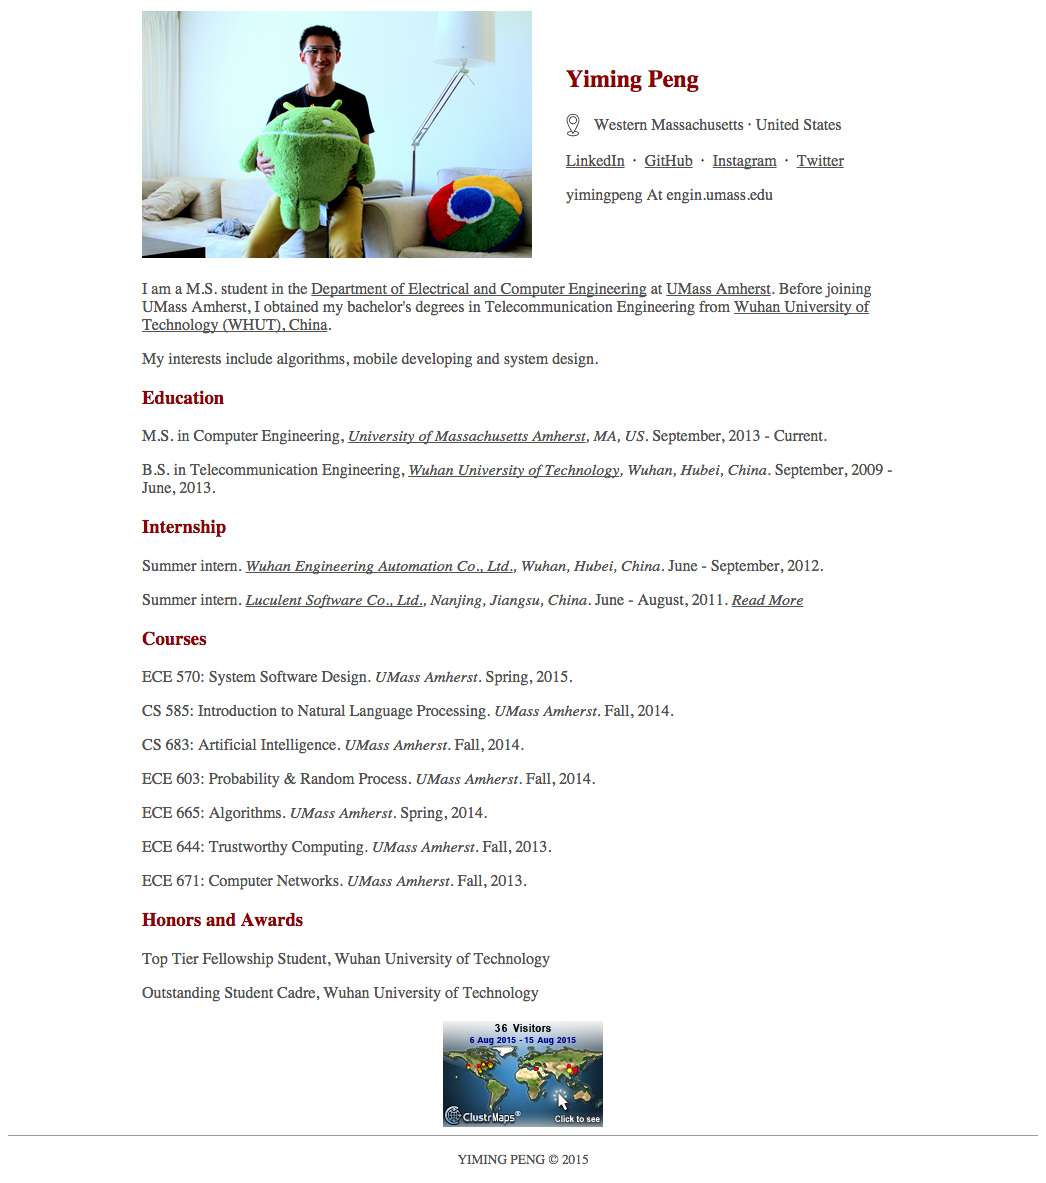 Yiming Peng
Western Massachusetts · United States
LinkedIn · GitHub · Instagram · Twitter
yimingpeng At engin.umass.edu
I am a M.S. student in the Department of Electrical and Computer Engineering at UMass Amherst. Before joining
UMass Amherst, I obtained my bachelor's degrees in Telecommunication Engineering from Wuhan University of
Technology (WHUT), China.
My interests include algorithms, mobile developing and system design.
Education
M.S. in Computer Engineering, University of Massachusetts Amherst, MA, US. September, 2013 - Current.
B.S. in Telecommunication Engineering, Wuhan University of Technology, Wuhan, Hubei, China. September, 2009 -
June, 2013.
Internship
Summer intern. Wuhan Engineering Automation Co., Ltd., Wuhan, Hubei, China. June - September, 2012.
Summer intern. Luculent Software Co., Ltd., Nanjing, Jiangsu, China. June - August, 2011. Read More
Courses
ECE 570: System Software Design. UMass Amherst. Spring, 2015.
CS 585: Introduction to Natural Language Processing. UMass Amherst. Fall, 2014.
CS 683: Artificial Intelligence. UMass Amherst. Fall, 2014.
ECE 603: Probability & Random Process. UMass Amherst. Fall, 2014.
ECE 665: Algorithms. UMass Amherst. Spring, 2014.
ECE 644: Trustworthy Computing. UMass Amherst. Fall, 2013.
ECE 671: Computer Networks. UMass Amherst. Fall, 2013.
Honors and Awards
Top Tier Fellowship Student, Wuhan University of Technology
Outstanding Student Cadre, Wuhan University of Technology
36 Visitors
6 Aug 2015 - 15 Aug 2015
ClustrMaps® Click to see
YIMING PENG © 2015